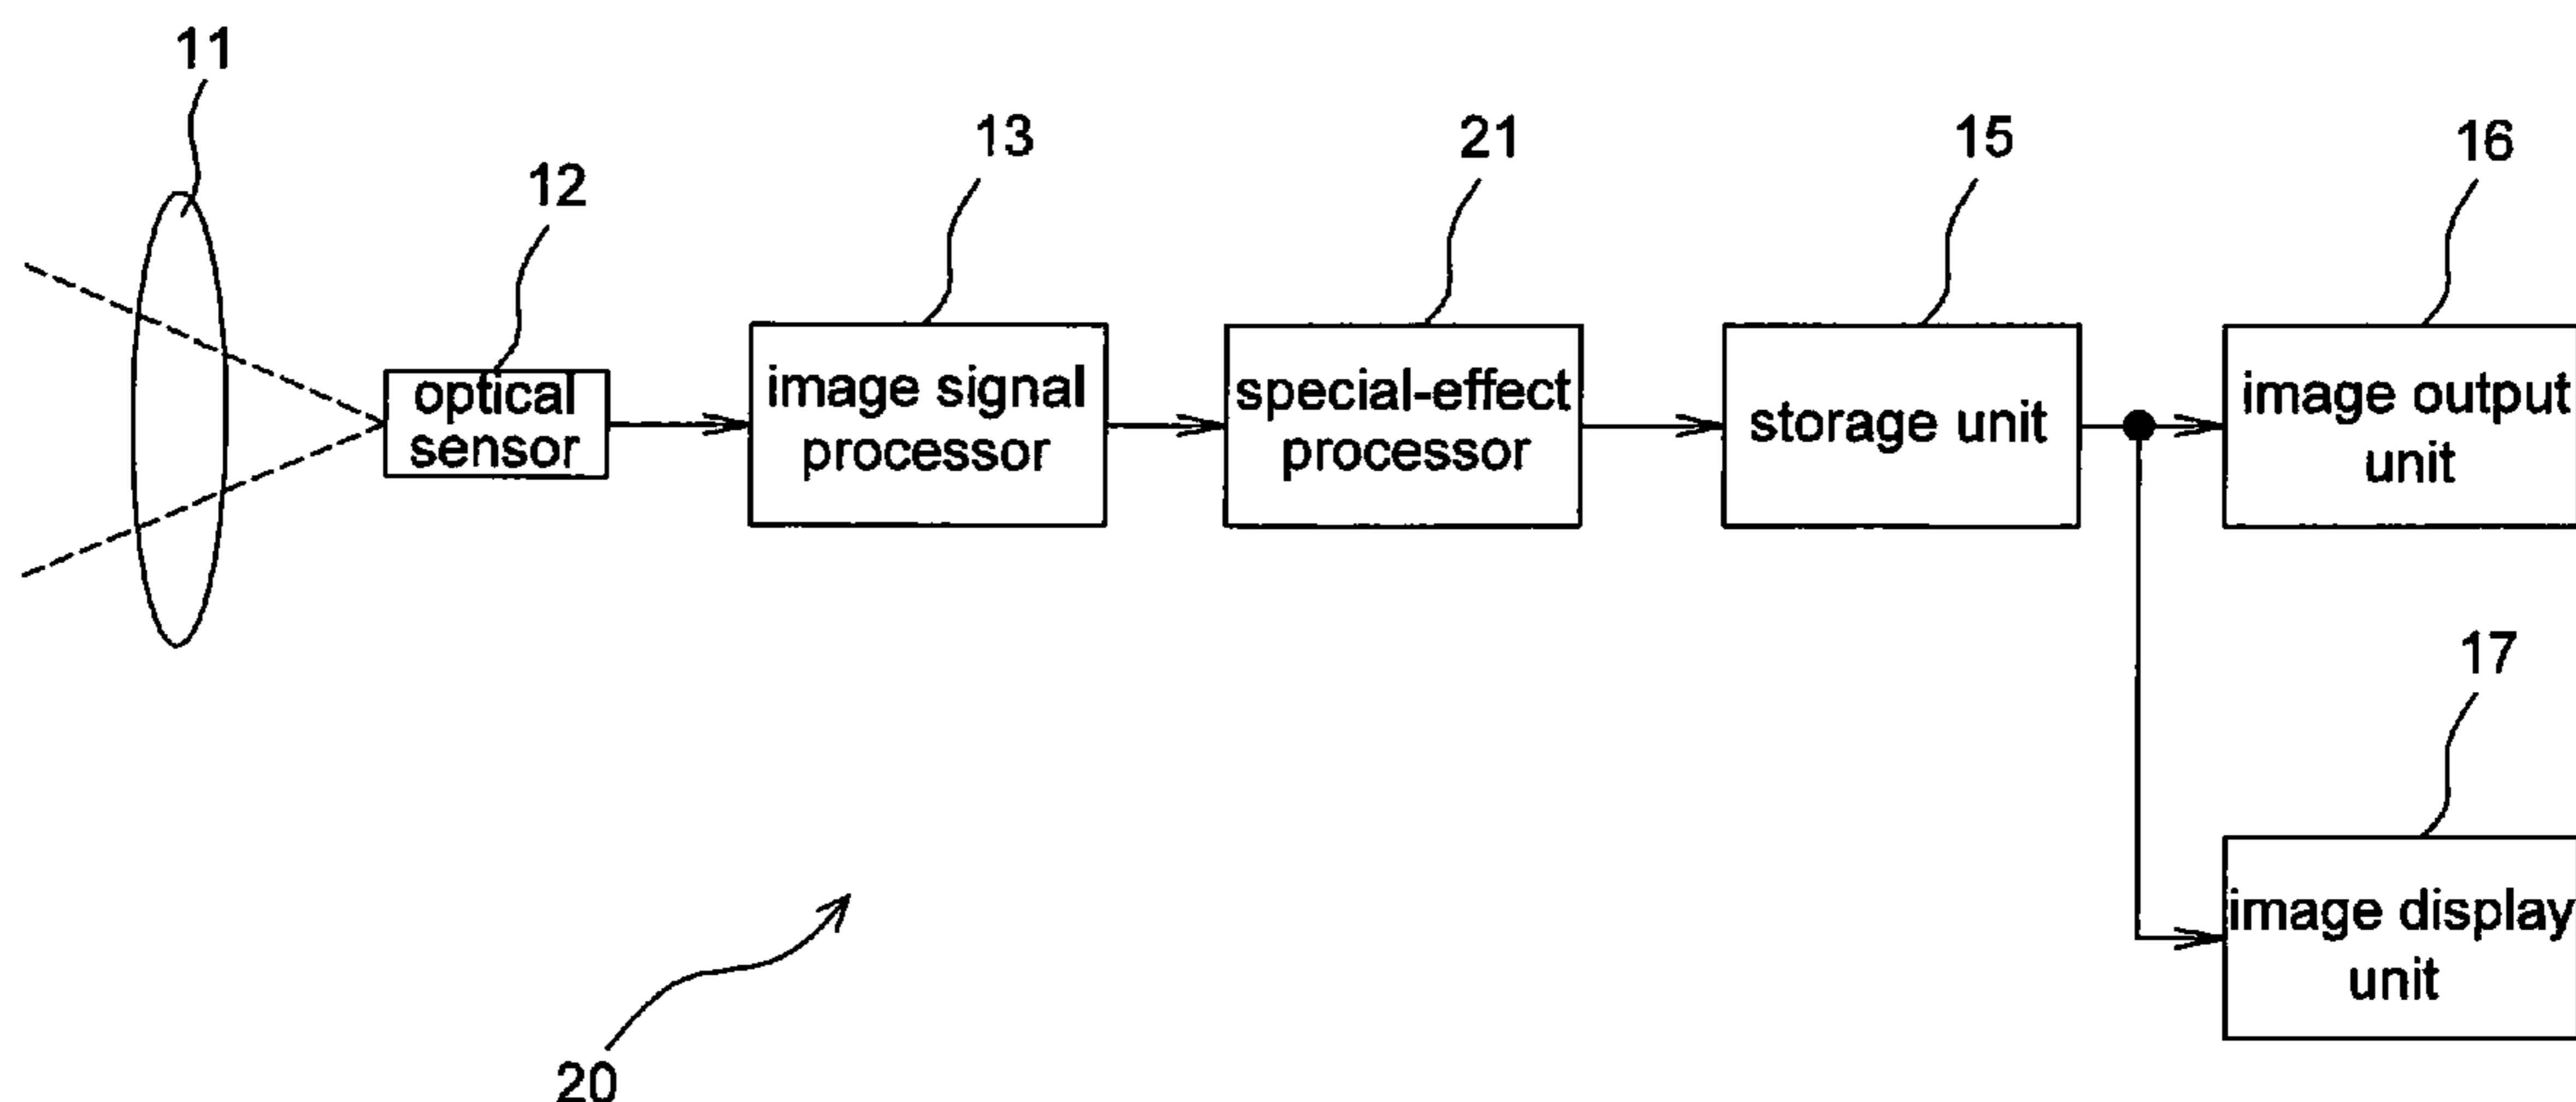 11
12
13
21
15
16
optical
sensor
image signal
processor
special-effect
processor
storage unit
image output
unit
17
image display
unit
20